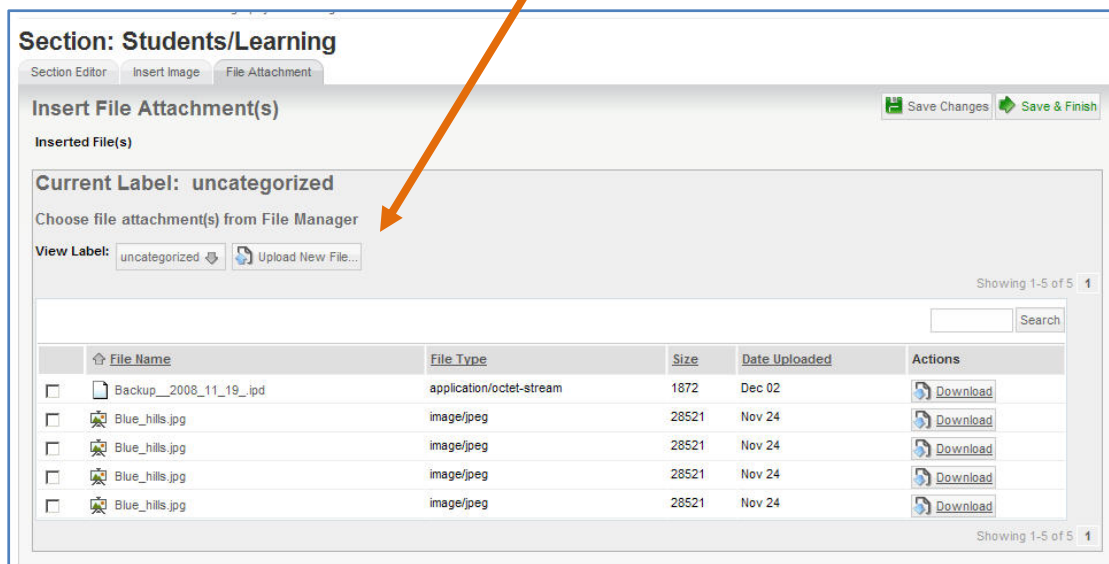 Section: Students/Learning
Section Editor Insert Image File Attachment
Insert File Attachment(s) Save Changes Save & Finish
Inserted File(s)
Current Label: uncategorized
Choose file attachment(s) from File Manager
View Label: uncategorized Upload New File...
Showing 1-5 of 5 1
Search
File Name File Type Size Date Uploaded Actions
Backup__2008_11_19_.ipd application/octet-stream 1872 Dec 02 Download
Blue_hills.jpg image/jpeg 28521 Nov 24 Download
Blue_hills.jpg image/jpeg 28521 Nov 24 Download
Blue_hills.jpg image/jpeg 28521 Nov 24 Download
Blue_hills.jpg image/jpeg 28521 Nov 24 Download
Showing 1-5 of 5 1